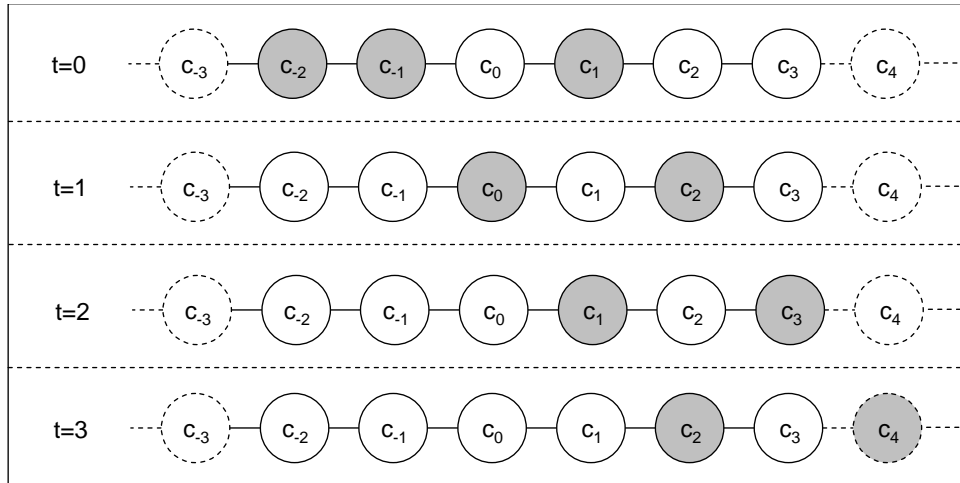 t=0 c₋₃ c₋₂ c₋₁ c₀ c₁ c₂ c₃ c₄
t=1 c₋₃ c₋₂ c₋₁ c₀ c₁ c₂ c₃ c₄
t=2 c₋₃ c₋₂ c₋₁ c₀ c₁ c₂ c₃ c₄
t=3 c₋₃ c₋₂ c₋₁ c₀ c₁ c₂ c₃ c₄